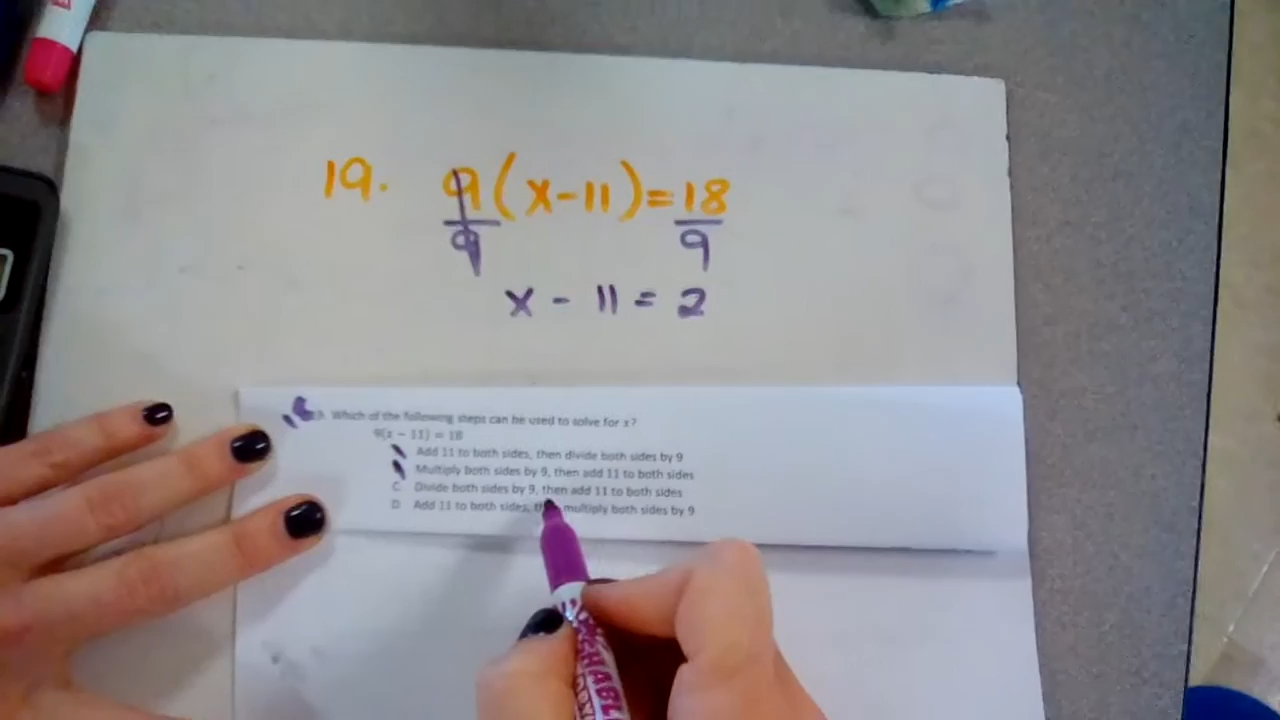 19. 9(x-11)=18
9 9
x - 11 = 2
18 Which of the following steps can be used to solve for x?
9(x − 11) = 18
Add 11 to both sides, then divide both sides by 9
Multiply both sides by 9, then add 11 to both sides
C Divide both sides by 9, then add 11 to both sides
D Add 11 to both sides, multiply both sides by 9